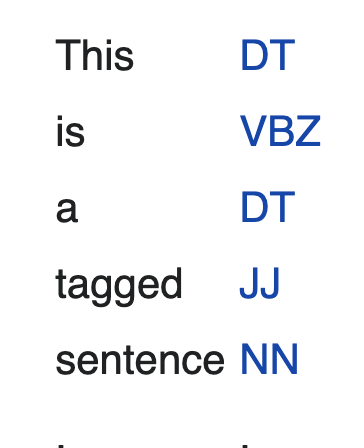 This DT
is VBZ
a DT
tagged JJ
sentence NN